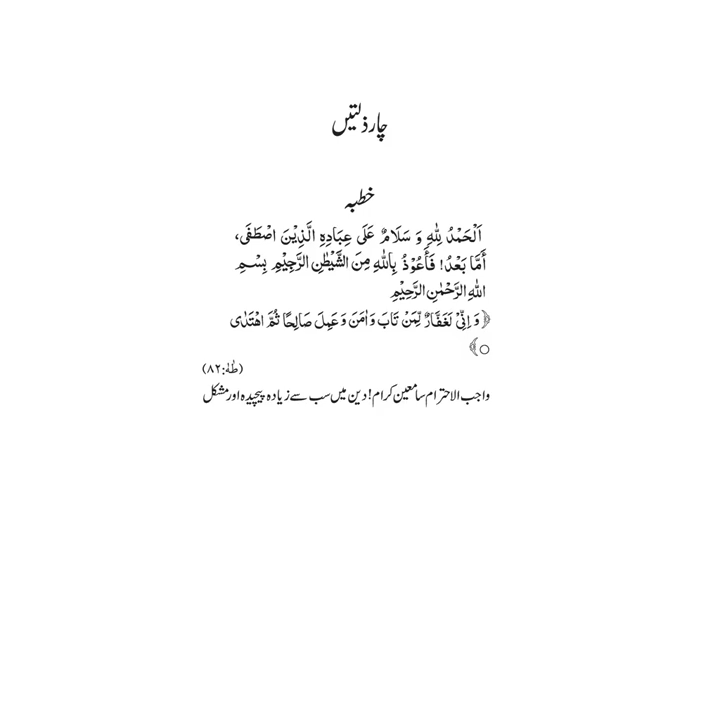 چار ذلتیں
خطبہ
اَلْحَمْدُ لِلّٰهِ وَ سَلَامٌ عَلٰی عِبَادِهِ الَّذِیْنَ اصْطَفَی،
أَمَّا بَعْدُ! فَأَعُوْذُ بِاللّٰهِ مِنَ الشَّیْطٰنِ الرَّجِیْمِ بِسْمِ
اللّٰهِ الرَّحْمٰنِ الرَّحِیْمِ
﴿وَ اِنِّیْ لَغَفَّارٌ لِّمَنْ تَابَ وَ اٰمَنَ وَ عَمِلَ صَالِحًا ثُمَّ اهْتَدٰی
○﴾
(طٰهٰ:۸۲)
واجب الاحترام سامعین کرام! دین میں سب سے زیادہ پیچیدہ اور مشکل